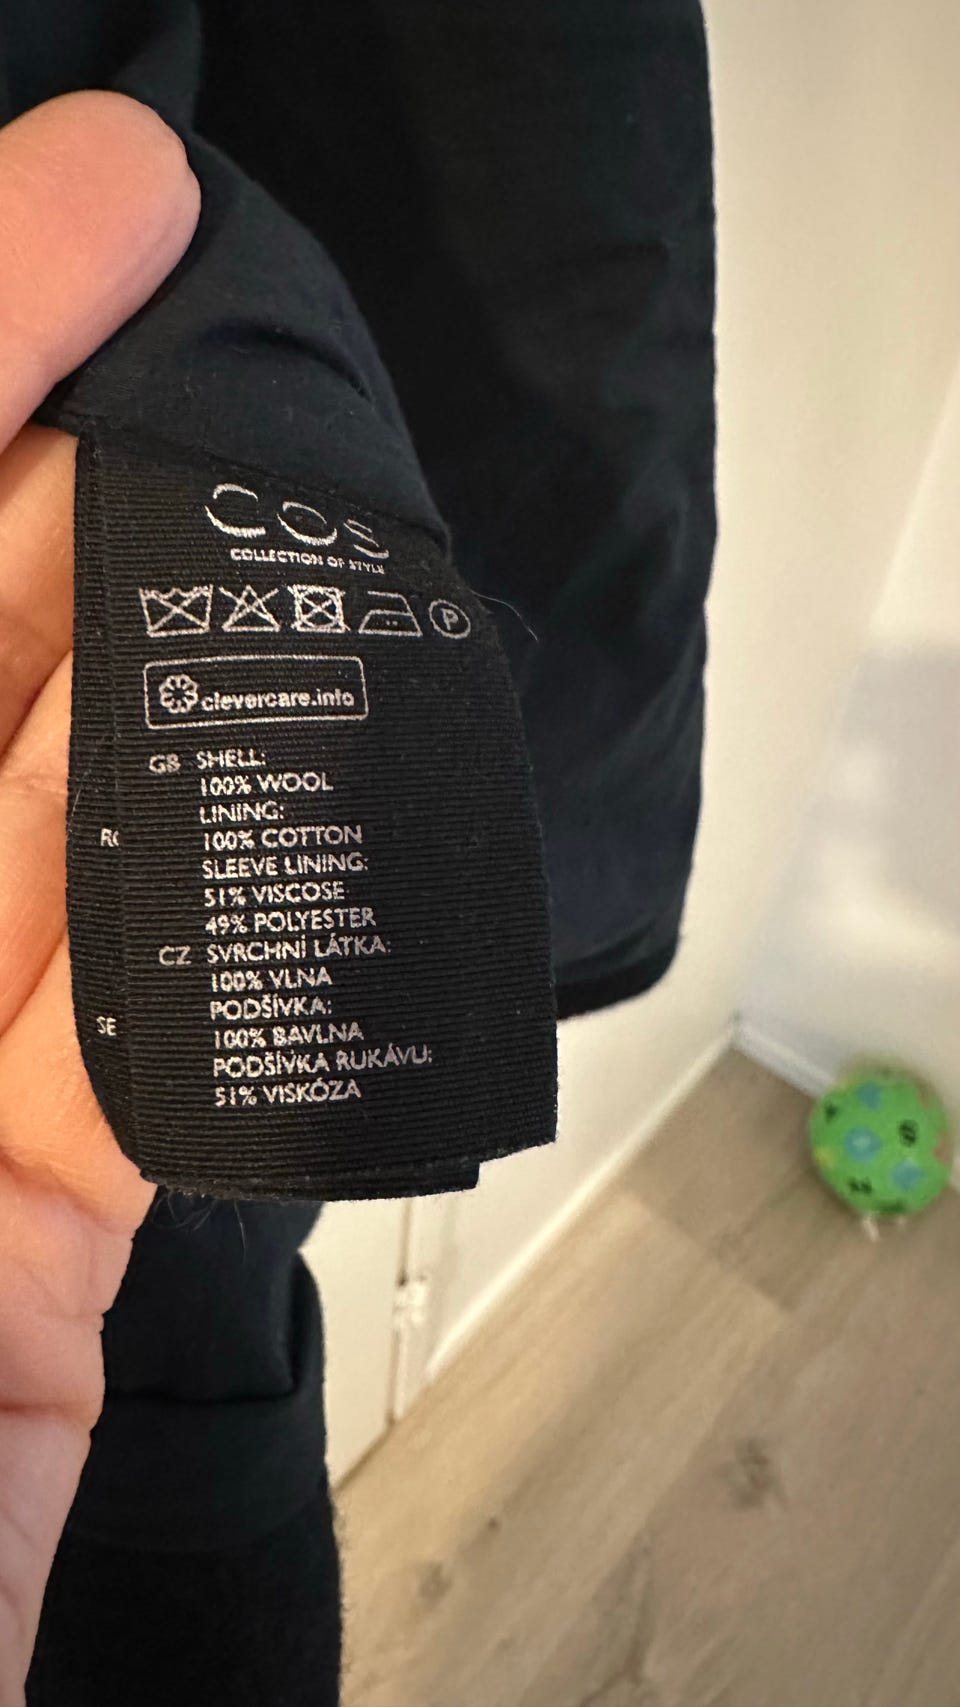 COS
COLLECTION OF STYLE
P
clevercare.info
GB SHELL:
100% WOOL
LINING:
100% COTTON
SLEEVE LINING:
51% VISCOSE
49% POLYESTER
CZ SVRCHNÍ LÁTKA:
100% VLNA
PODŠÍVKA:
100% BAVLNA
PODŠÍVKA RUKÁVU:
51% VISKÓZA
SE